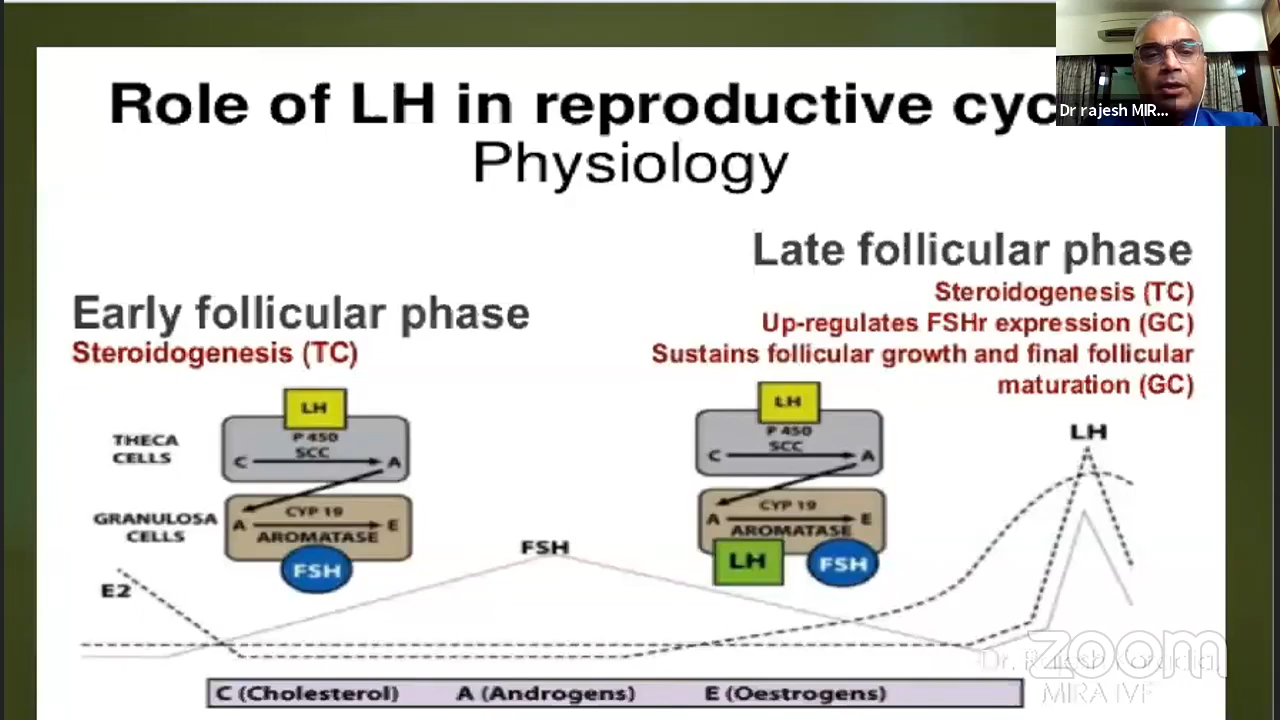 Role of LH in reproductive cyc
Physiology
Dr rajesh MIR...
Late follicular phase
Steroidogenesis (TC)
Up-regulates FSHr expression (GC)
Sustains follicular growth and final follicular
maturation (GC)
Early follicular phase
Steroidogenesis (TC)
LH
THECA
CELLS
P 450
SCC
C
A
GRANULOSA
CELLS
A
CYP 19
E
AROMATASE
FSH
LH
P 450
SCC
C
A
A
CYP 19
E
AROMATASE
LH
FSH
E2
FSH
LH
zoom
Dr.
MIRA IVF
C (Cholesterol) A (Androgens) E (Oestrogens)